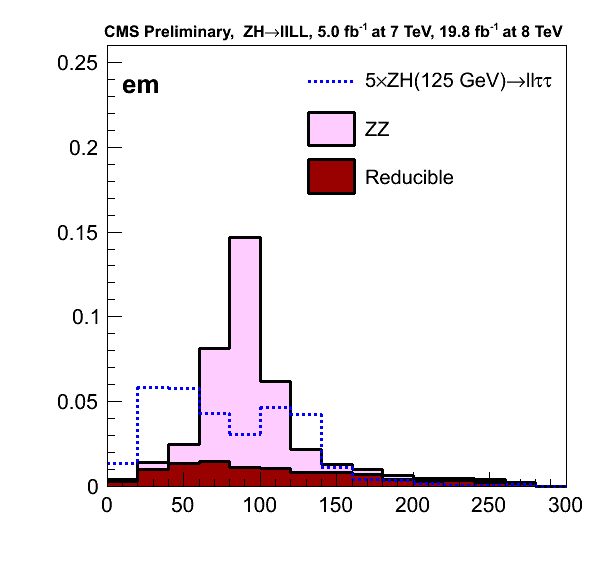 CMS Preliminary, ZH→llLL, 5.0 fb⁻¹ at 7 TeV, 19.8 fb⁻¹ at 8 TeV
0.25
em
5×ZH(125 GeV)→llττ
0.2
ZZ
Reducible
0.15
0.1
0.05
0
0 50 100 150 200 250 300